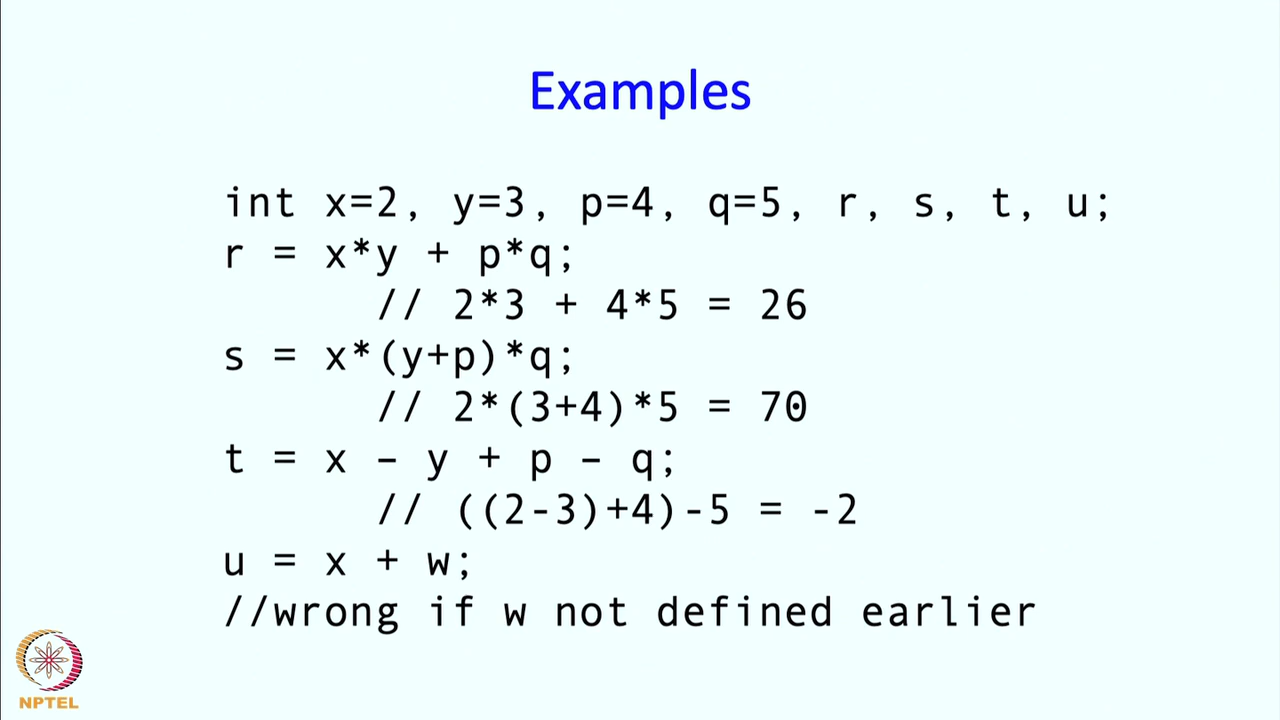 Examples
int x=2, y=3, p=4, q=5, r, s, t, u;
r = x*y + p*q;
// 2*3 + 4*5 = 26
s = x*(y+p)*q;
// 2*(3+4)*5 = 70
t = x – y + p – q;
// ((2-3)+4)-5 = -2
u = x + w;
//wrong if w not defined earlier
NPTEL